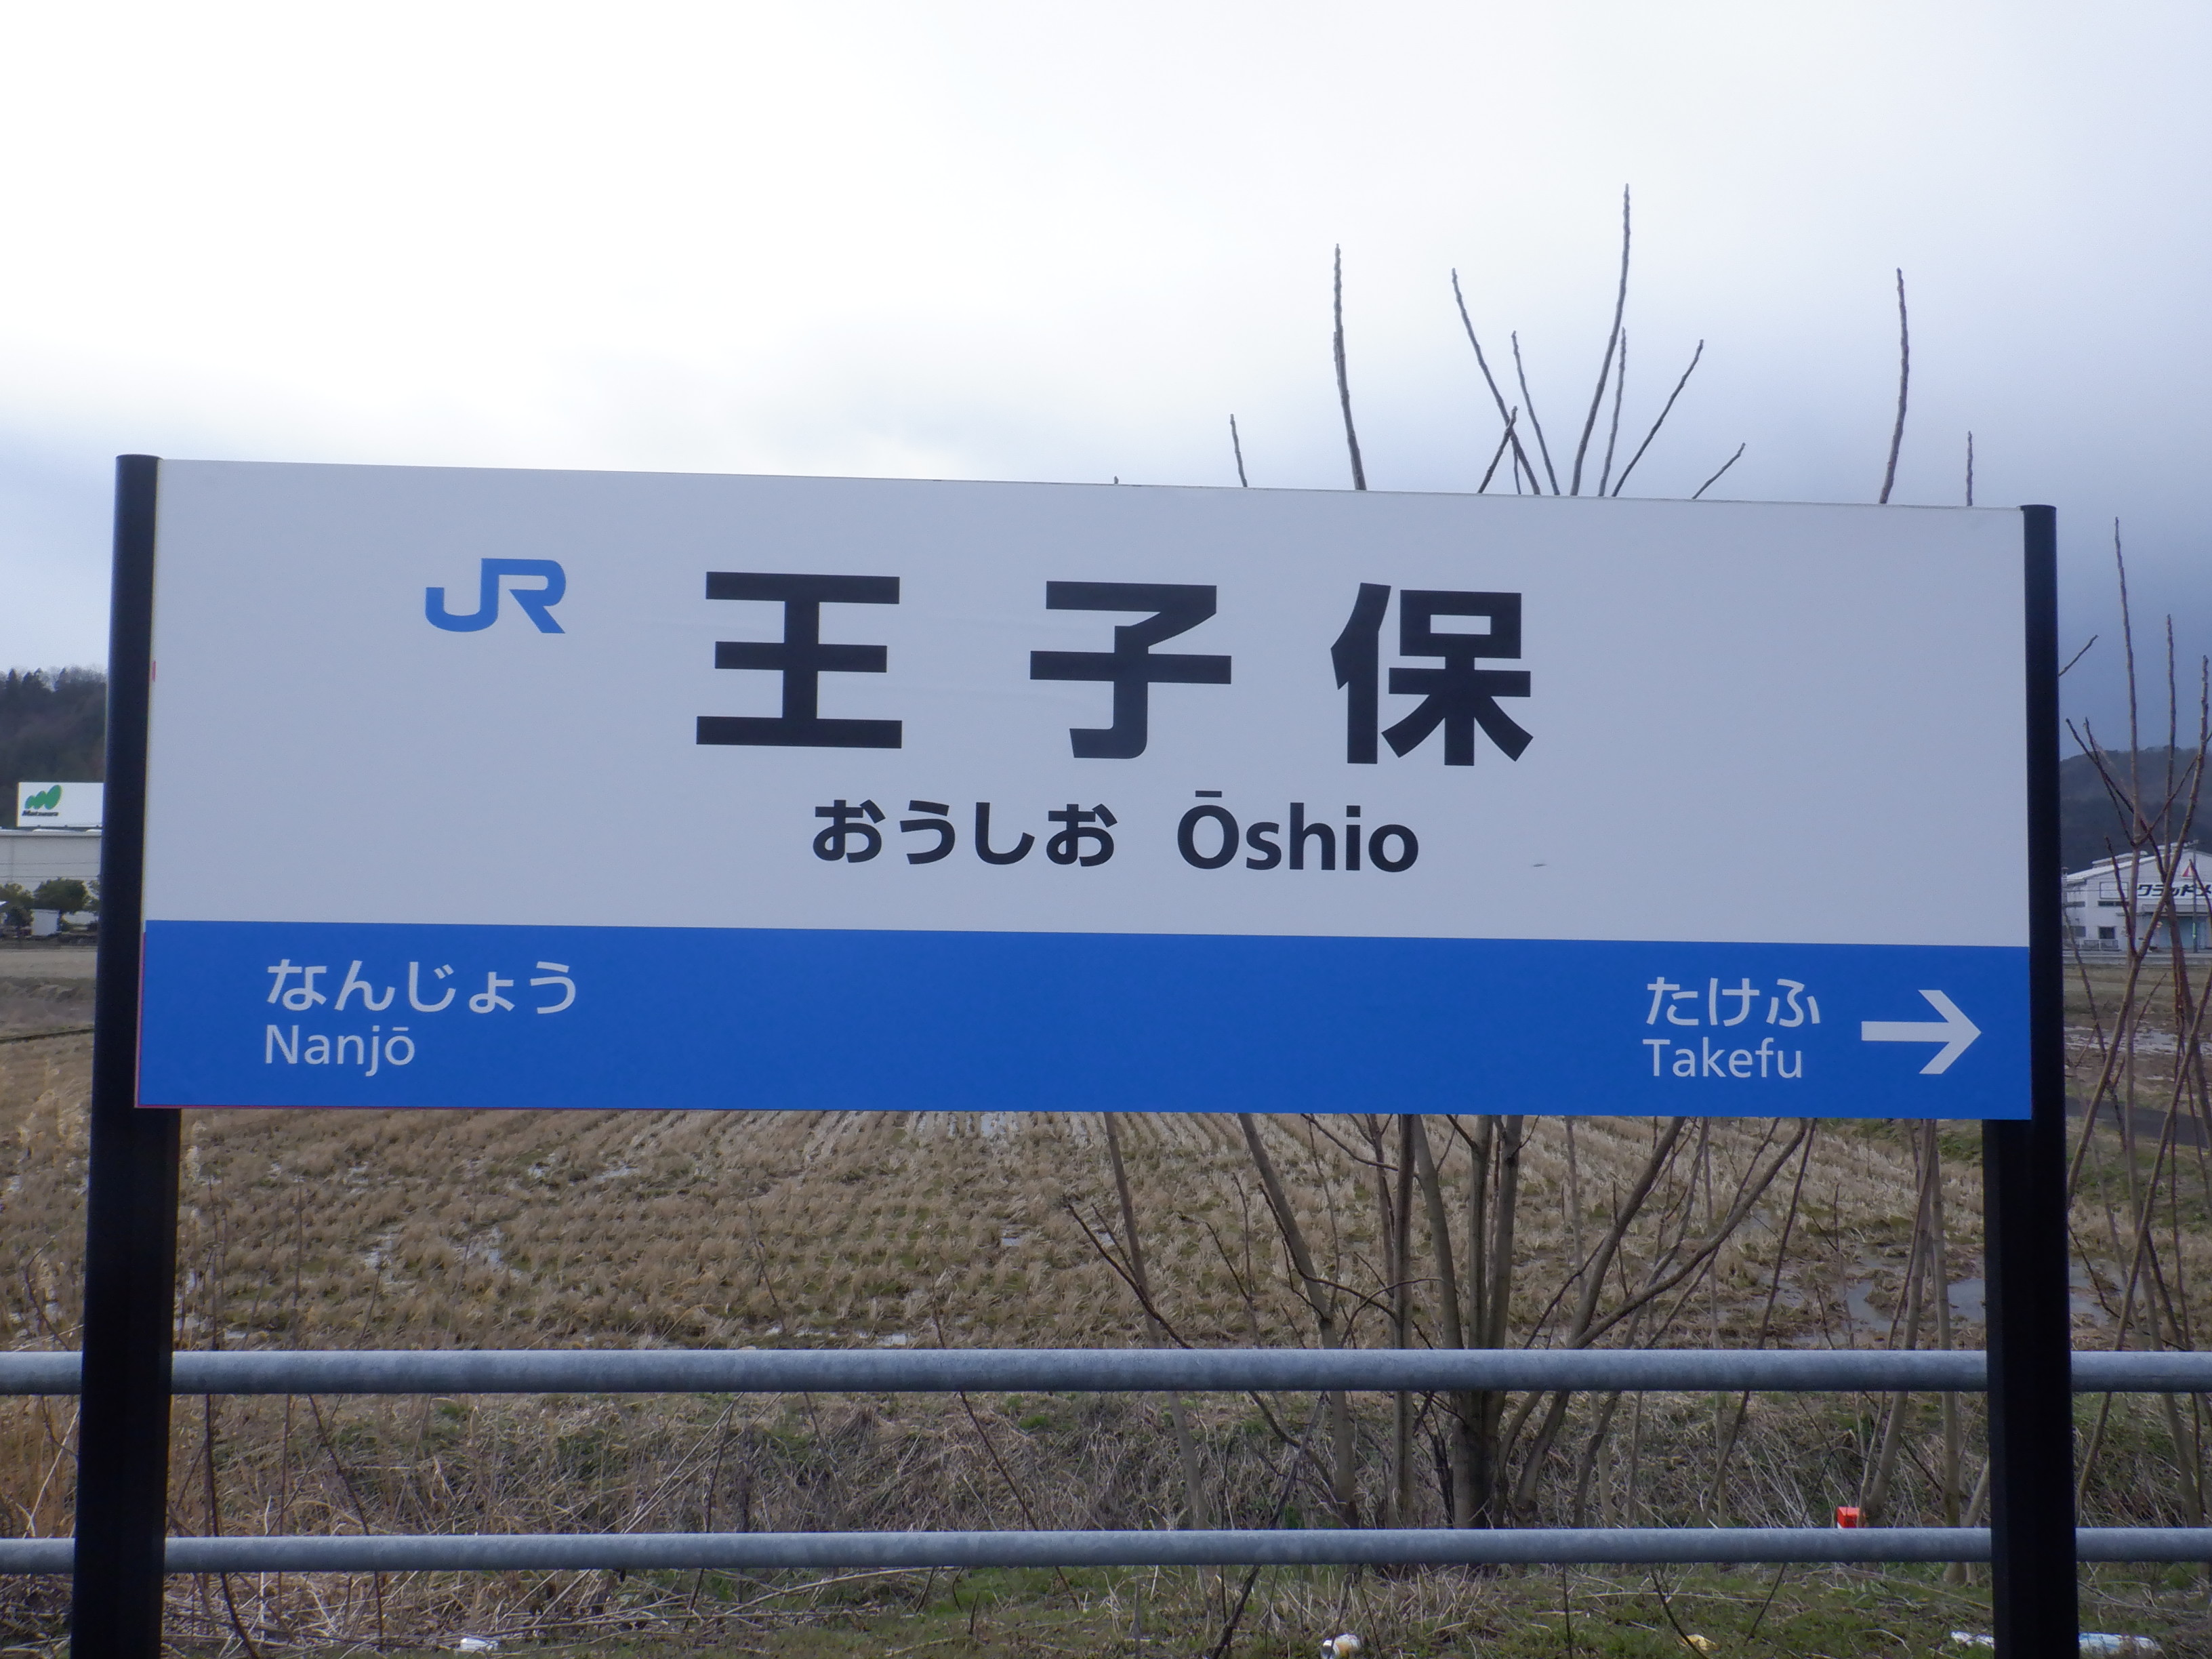 JR 王子保
おうしお Ōshio
なんじょう
Nanjō
たけふ →
Takefu